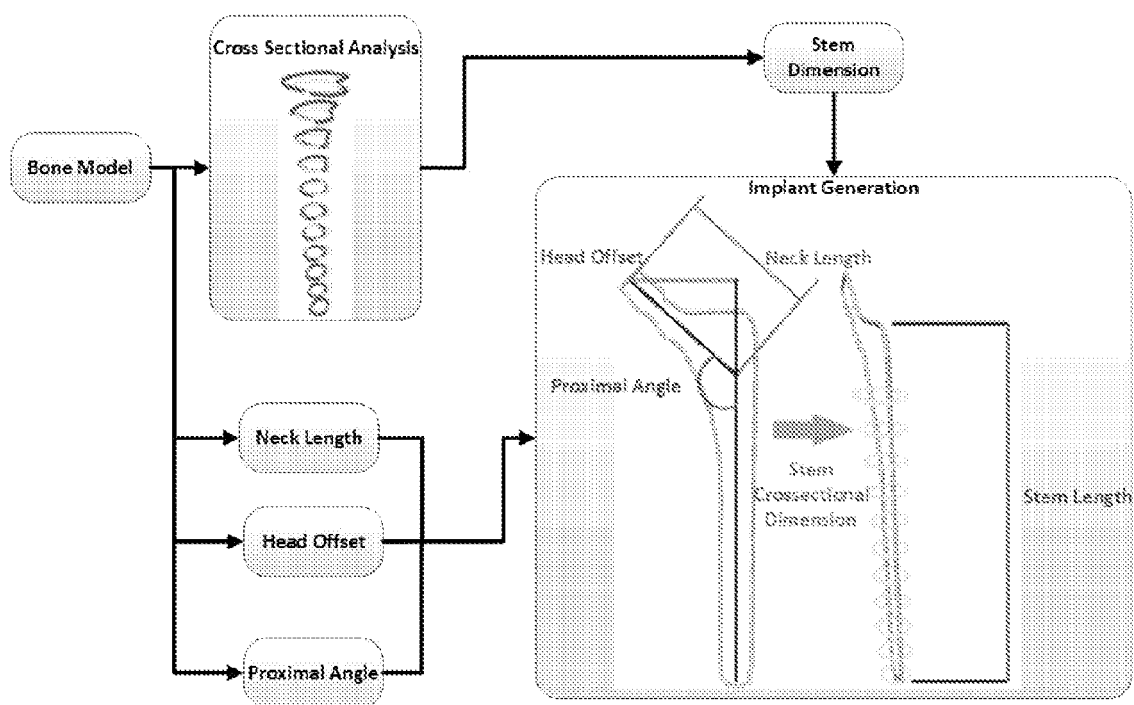 Cross Sectional Analysis
Stem
Dimension
Bone Model
Implant Generation
Head Offset
Neck Length
Proximal Angle
Stem
Crossectional
Dimension
Stem Length
Neck Length
Head Offset
Proximal Angle